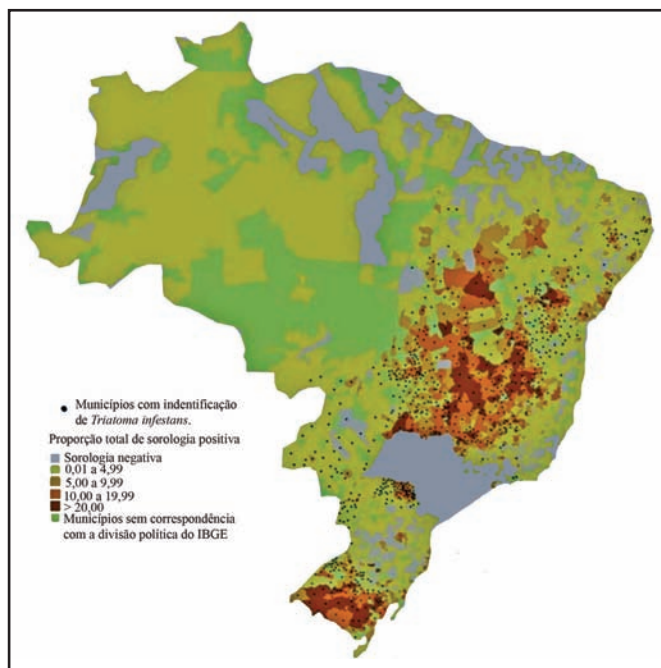 Municípios com indentificação
de Triatoma infestans.
Proporção total de sorologia positiva
Sorologia negativa
0,01 a 4,99
5,00 a 9,99
10,00 a 19,99
> 20,00
Municípios sem correspondência
com a divisão política do IBGE